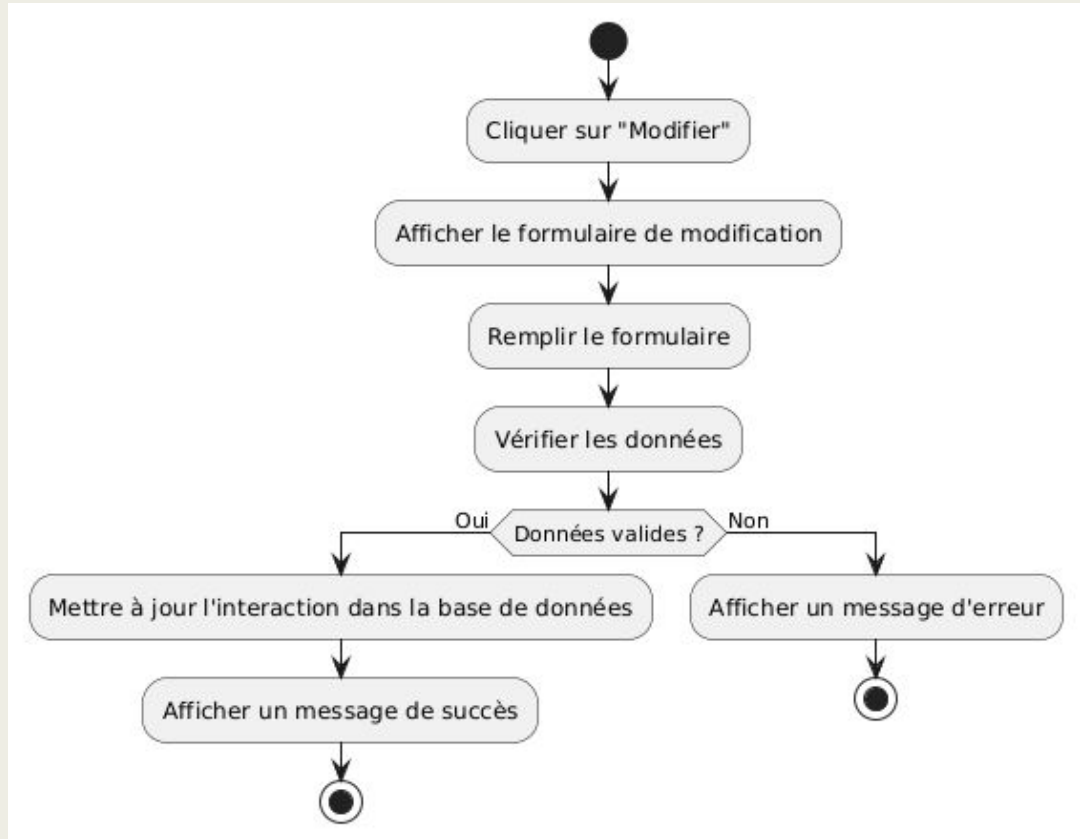 Cliquer sur "Modifier"
Afficher le formulaire de modification
Remplir le formulaire
Vérifier les données
Données valides ?
Oui
Non
Mettre à jour l'interaction dans la base de données
Afficher un message d'erreur
Afficher un message de succès